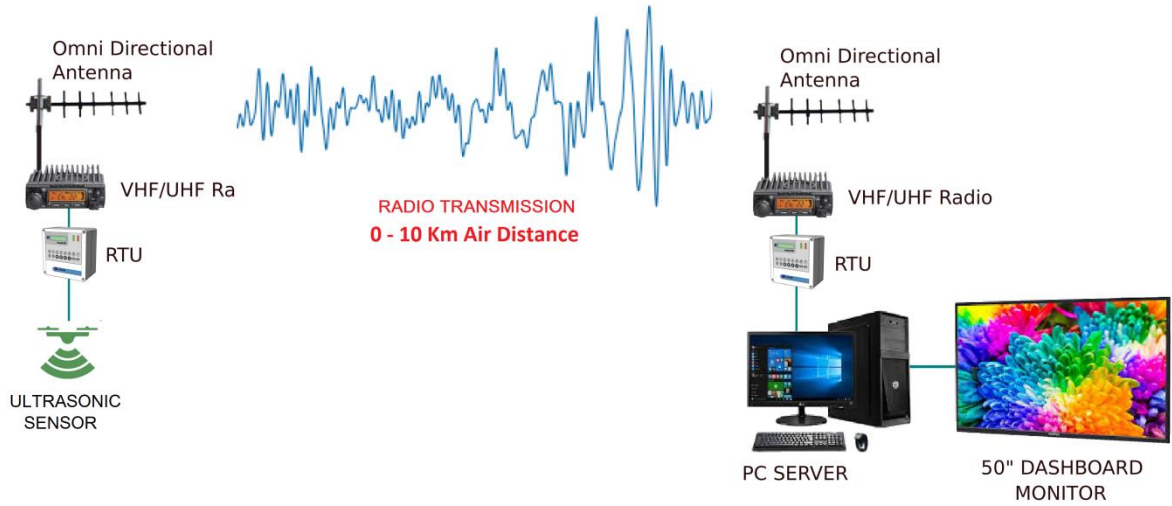 Omni Directional
Antenna
VHF/UHF Ra
RTU
ULTRASONIC
SENSOR
RADIO TRANSMISSION
0 - 10 Km Air Distance
Omni Directional
Antenna
VHF/UHF Radio
RTU
PC SERVER
50" DASHBOARD
MONITOR